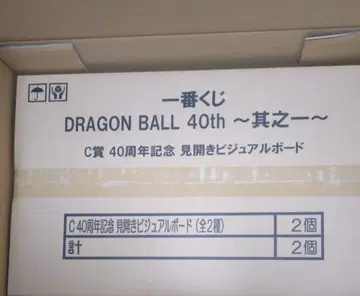 一番くじ
DRAGON BALL 40th ～其之一～
C賞 40周年記念 見開きビジュアルボード
C 40周年記念 見開きビジュアルボード (全2種) 2個
計 2個